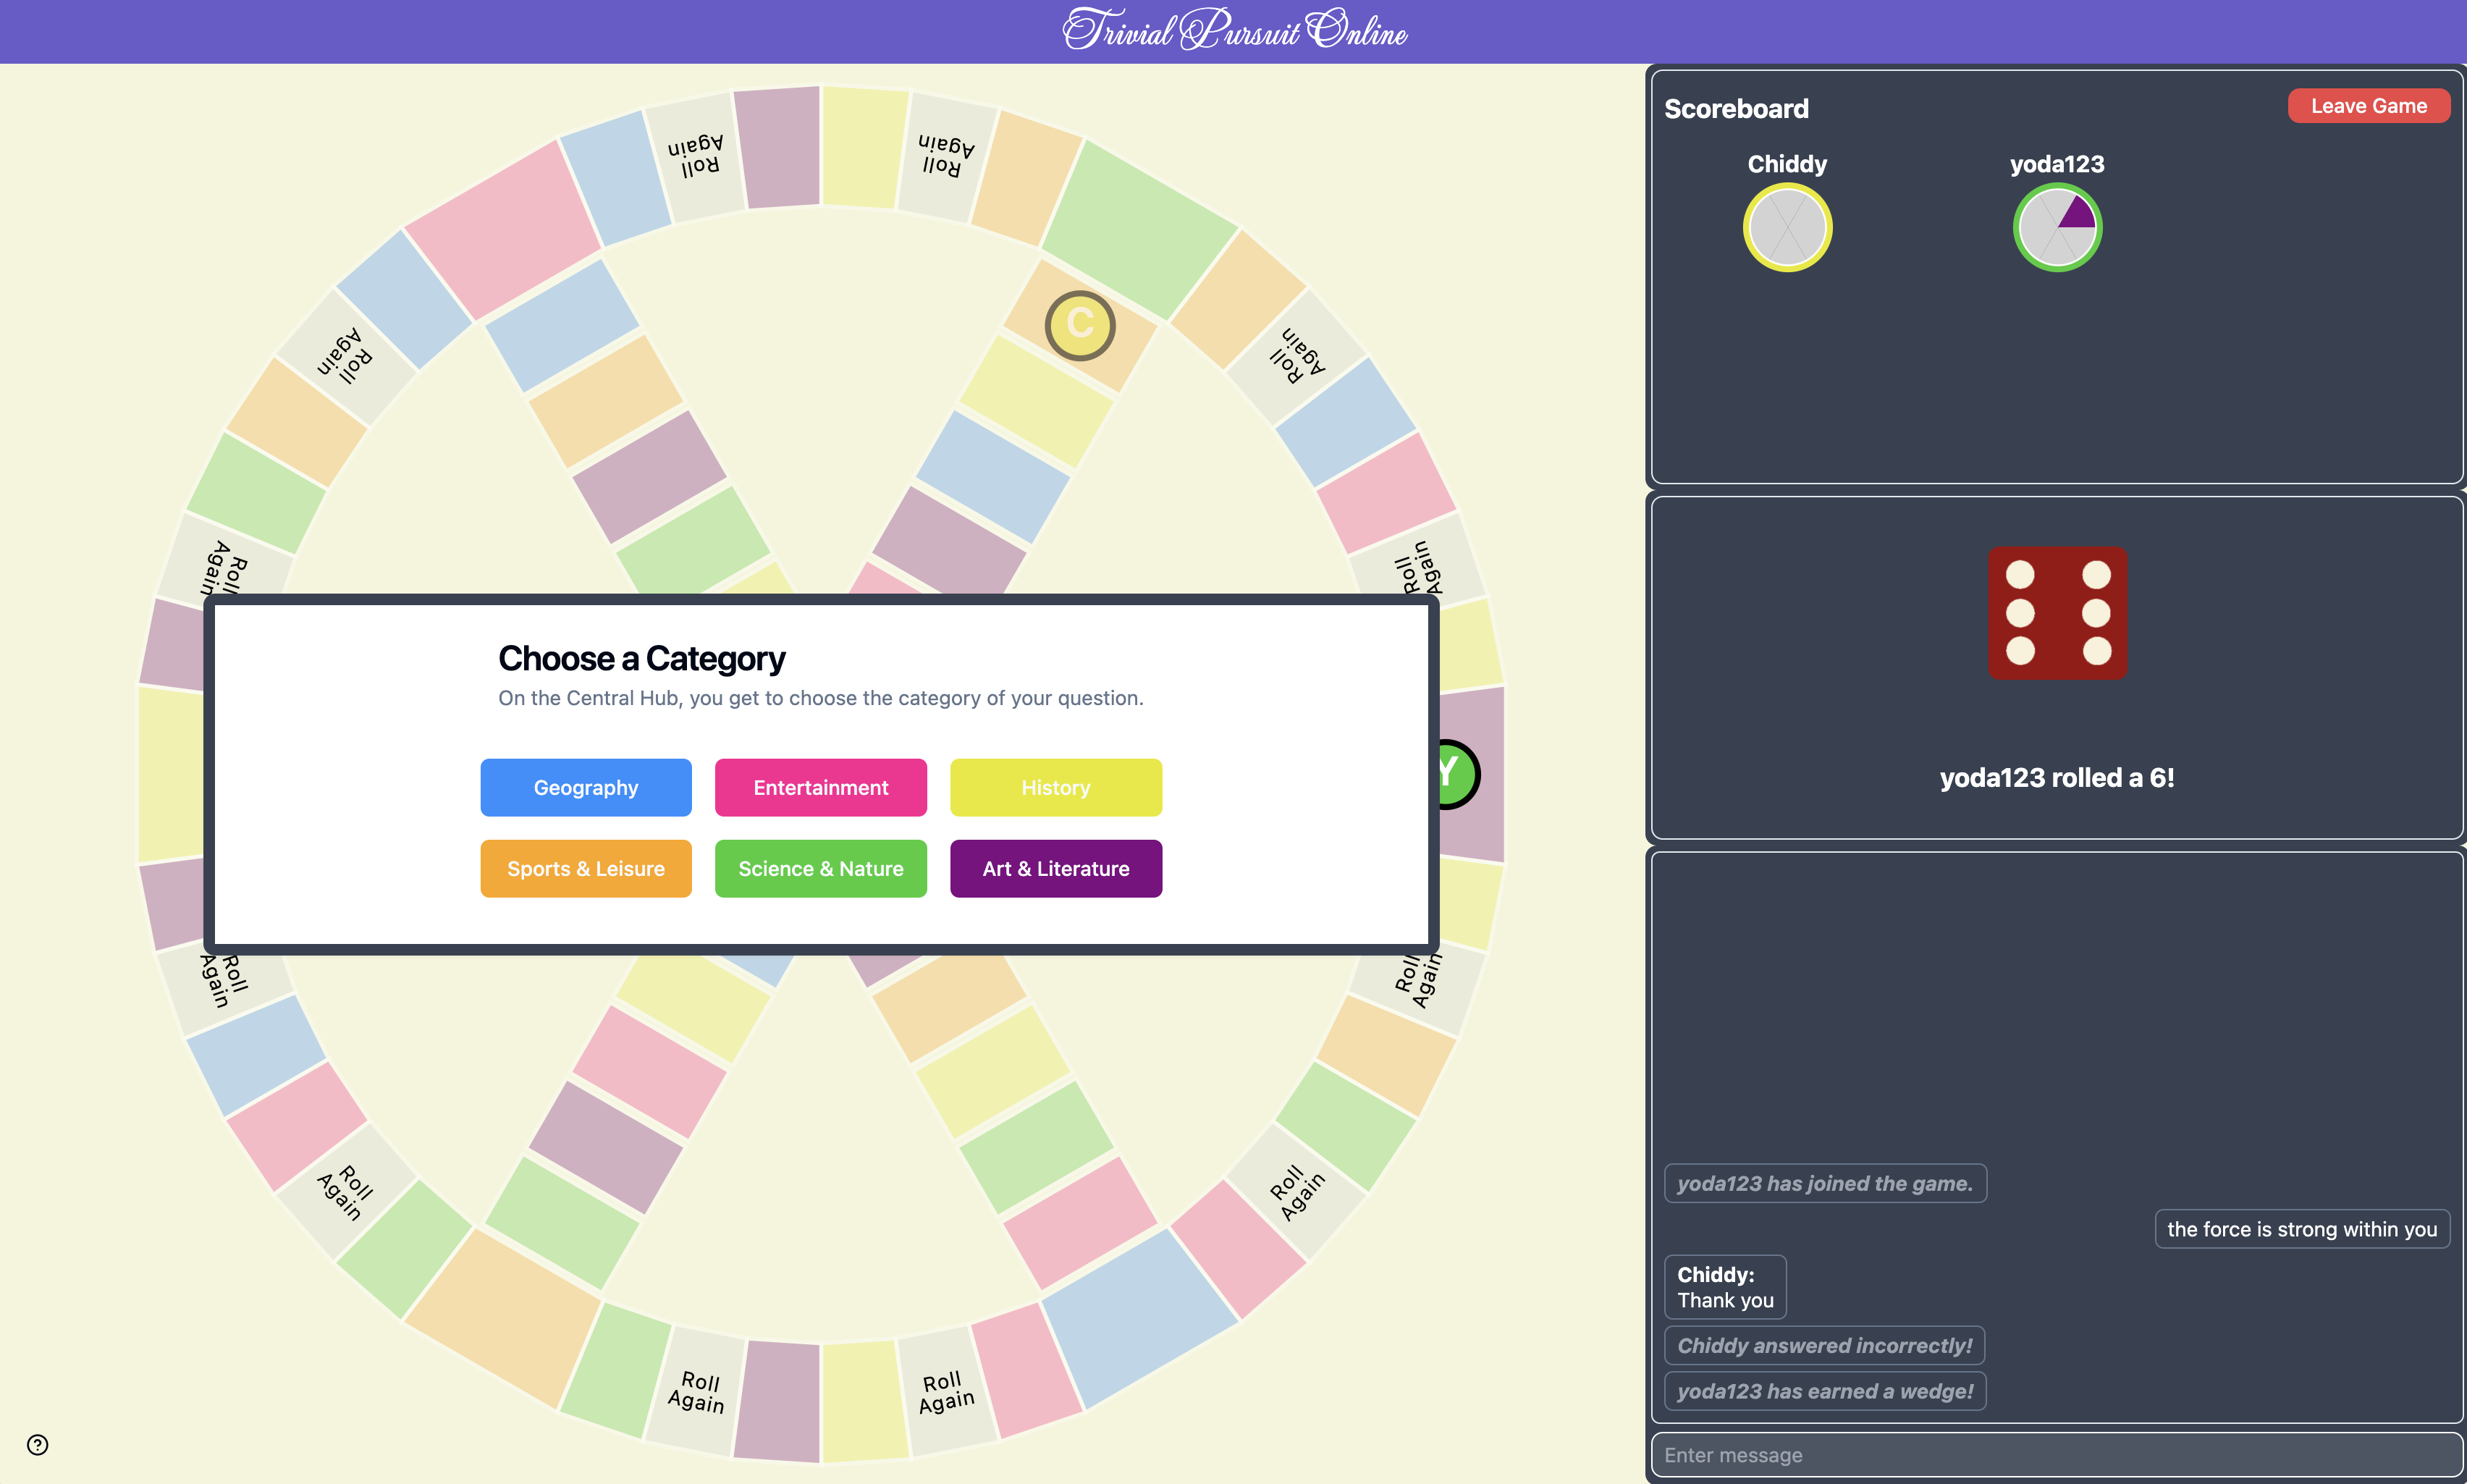 Trivial Pursuit Online
Scoreboard
Leave Game
Chiddy
yoda123
Roll
Again
Roll
Again
C
Roll
Again
Roll
Again
Roll
Again
Roll
Again
Choose a Category
On the Central Hub, you get to choose the category of your question.
Geography
Entertainment
History
Sports & Leisure
Science & Nature
Art & Literature
Y
yoda123 rolled a 6!
Roll
Again
Roll
Again
Roll
Again
Roll
Again
Roll
Again
Roll
Again
yoda123 has joined the game.
the force is strong within you
Chiddy:
Thank you
Chiddy answered incorrectly!
yoda123 has earned a wedge!
?
Enter message